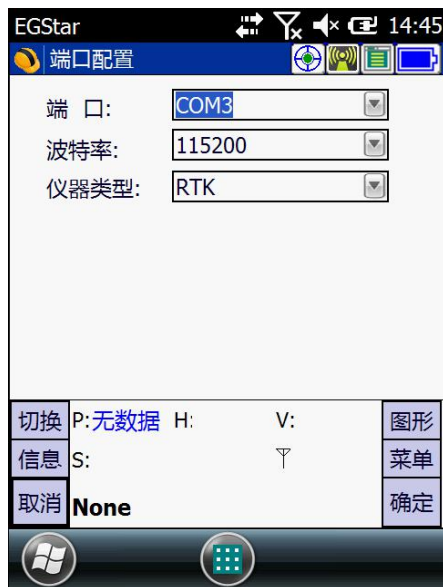 EGStar 14:45
端口配置
端 口: COM3
波特率: 115200
仪器类型: RTK
切换 P:无数据 H: V: 图形
信息 S: 菜单
取消 None 确定